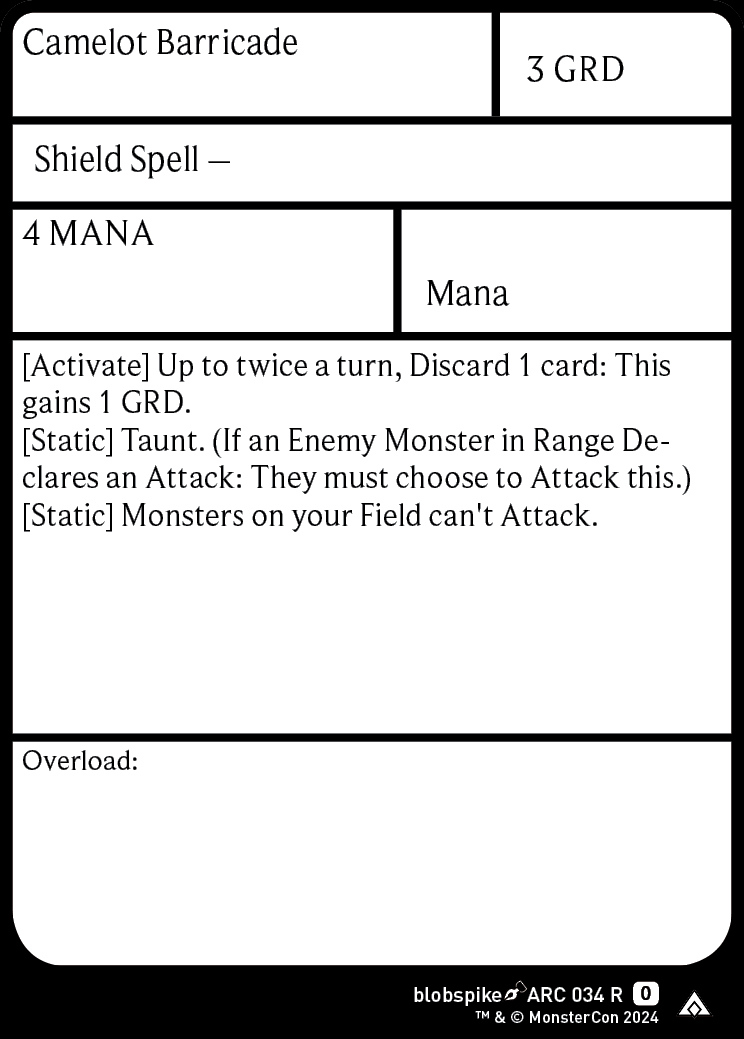 Camelot Barricade
3 GRD
Shield Spell —
4 MANA
Mana
[Activate] Up to twice a turn, Discard 1 card: This
gains 1 GRD.
[Static] Taunt. (If an Enemy Monster in Range De-
clares an Attack: They must choose to Attack this.)
[Static] Monsters on your Field can't Attack.
Overload:
blobspike ARC 034 R 0
™ & © MonsterCon 2024